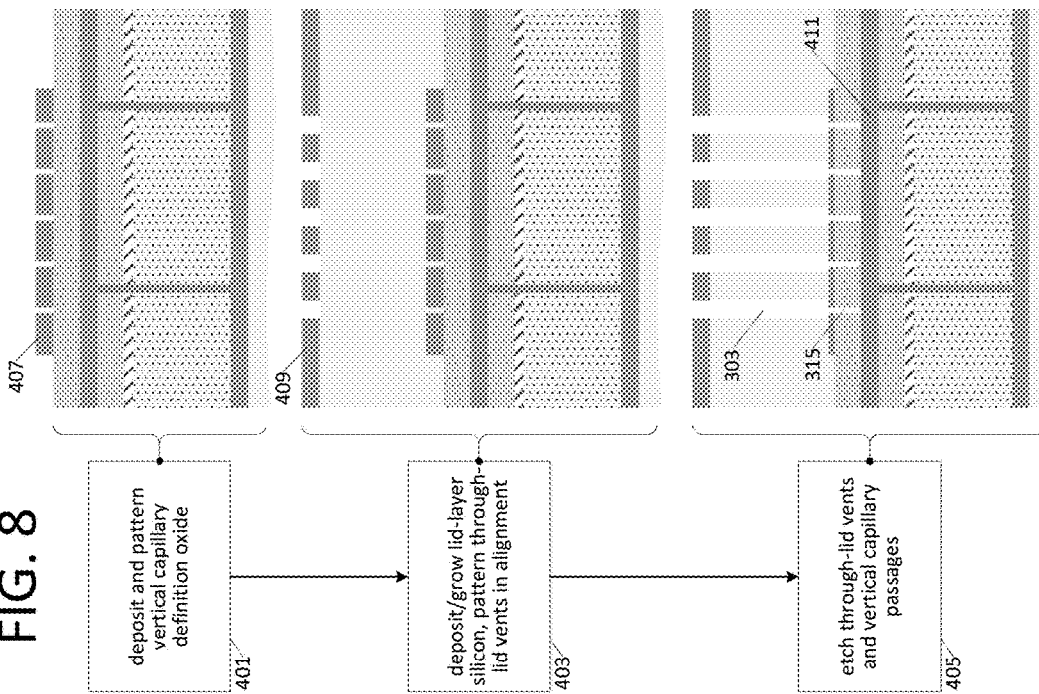 FIG. 8
deposit and pattern
vertical capillary
definition oxide
401
407
deposit/grow lid-layer
silicon, pattern through-
lid vents in alignment
403
409
etch through-lid vents
and vertical capillary
passages
405
303
315
411